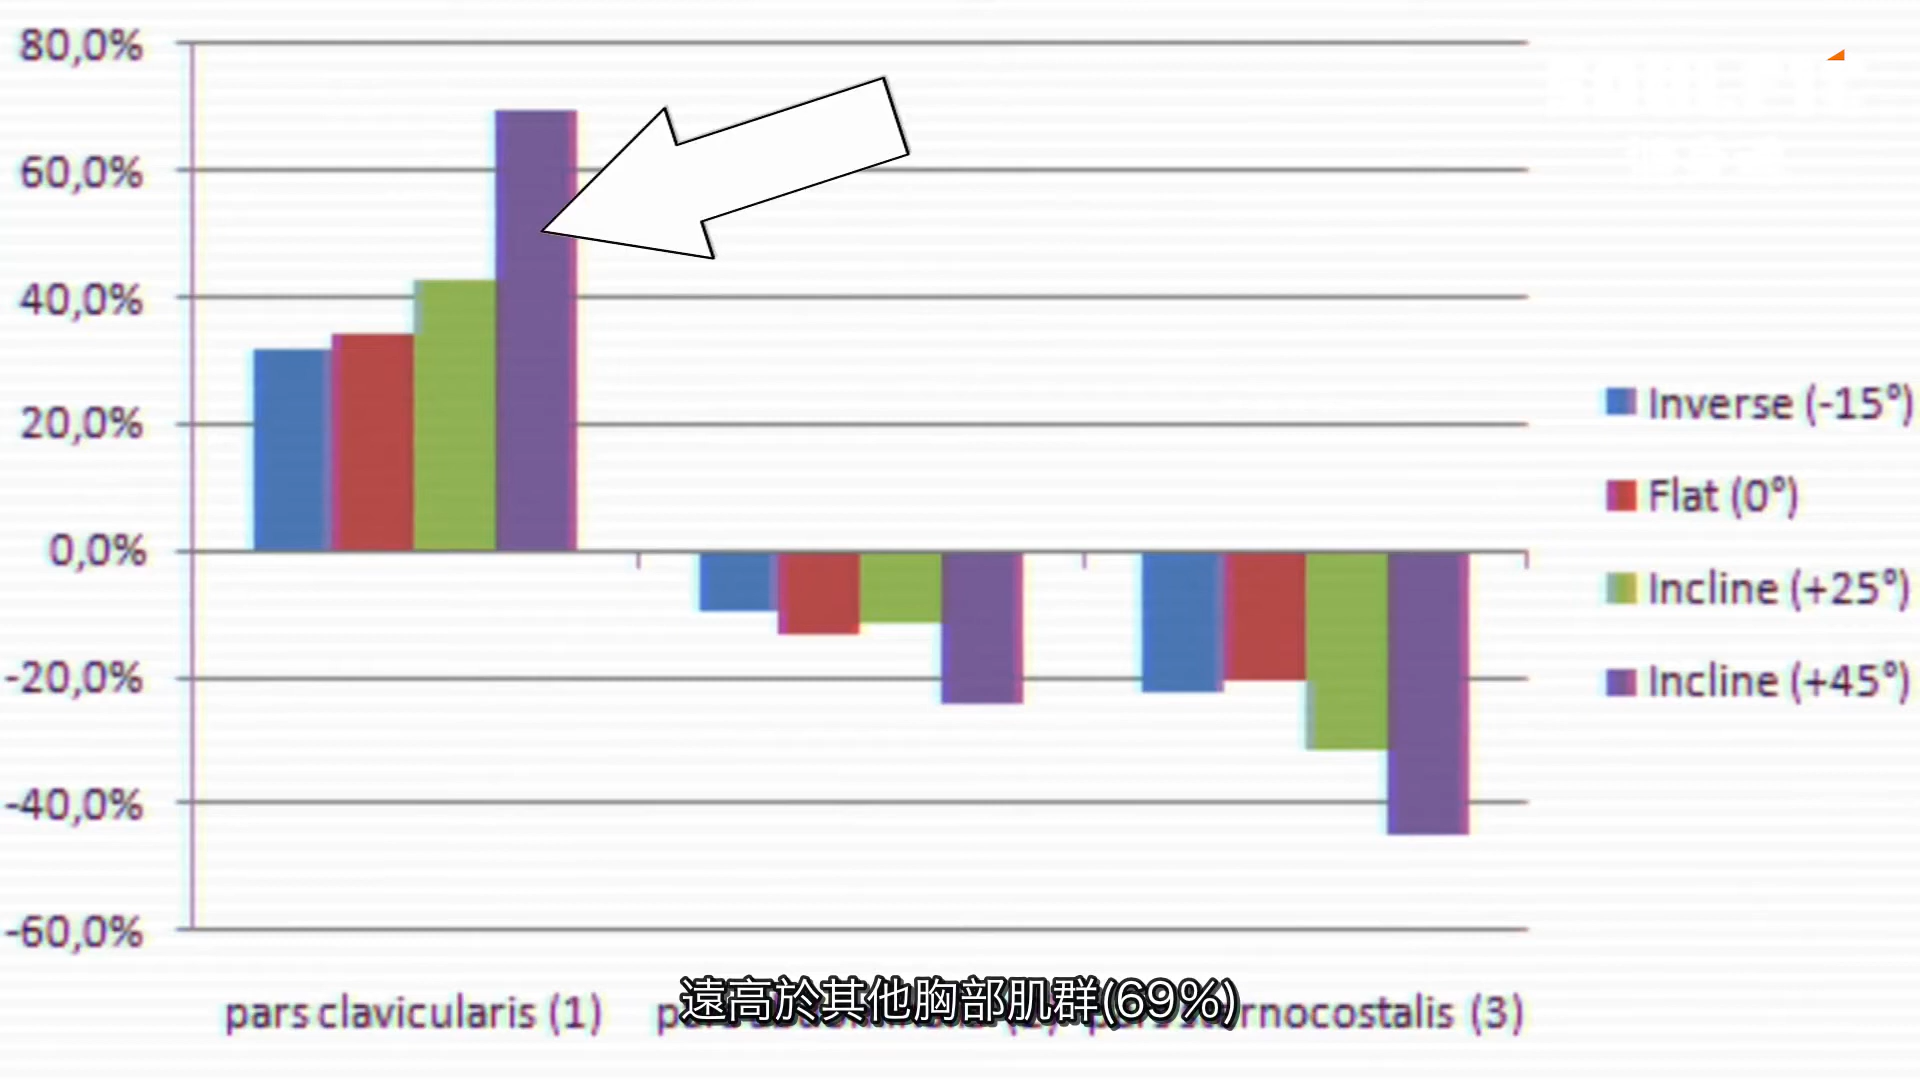 80,0%
60,0%
40,0%
20,0%
0,0%
-20,0%
-40,0%
-60,0%
Inverse (-15°)
Flat (0°)
Incline (+25°)
Incline (+45°)
pars clavicularis (1)
(3)
遠高於其他胸部肌群(69%)